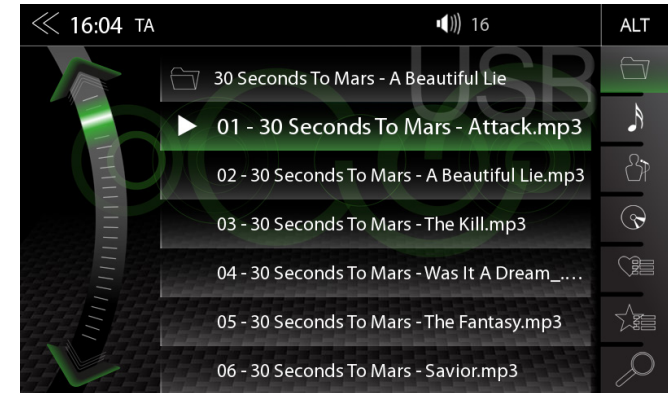 16:04 TA 16 ALT
USB
30 Seconds To Mars - A Beautiful Lie
01 - 30 Seconds To Mars - Attack.mp3
02 - 30 Seconds To Mars - A Beautiful Lie.mp3
03 - 30 Seconds To Mars - The Kill.mp3
04 - 30 Seconds To Mars - Was It A Dream_....
05 - 30 Seconds To Mars - The Fantasy.mp3
06 - 30 Seconds To Mars - Savior.mp3